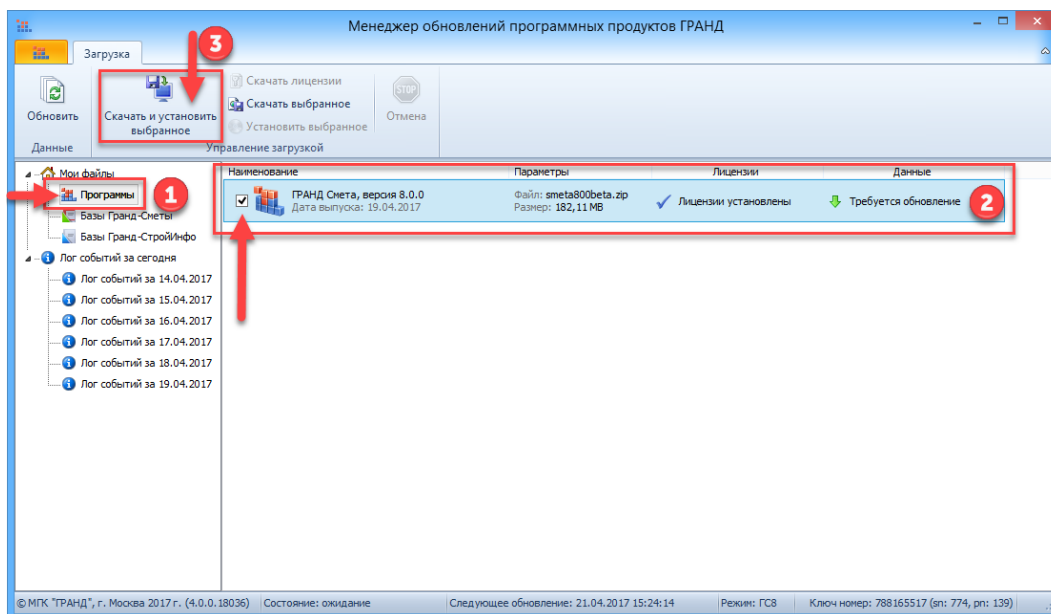 Менеджер обновлений программных продуктов ГРАНД
Загрузка
3
Обновить
Скачать и установить
выбранное
Скачать лицензии
Скачать выбранное
Установить выбранное
STOP
Отмена
Данные
Управление загрузкой
Мои файлы
Программы
1
Базы Гранд-Сметы
Базы Гранд-СтройИнфо
Лог событий за сегодня
Лог событий за 14.04.2017
Лог событий за 15.04.2017
Лог событий за 16.04.2017
Лог событий за 17.04.2017
Лог событий за 18.04.2017
Лог событий за 19.04.2017
Наименование Параметры Лицензии Данные
ГРАНД Смета, версия 8.0.0
Дата выпуска: 19.04.2017
Файл: smeta800beta.zip
Размер: 182,11 MB
Лицензии установлены
Требуется обновление
2
© МГК "ГРАНД", г. Москва 2017 г. (4.0.0.18036) Состояние: ожидание Следующее обновление: 21.04.2017 15:24:14 Режим: ГС8 Ключ номер: 788165517 (sn: 774, pn: 139)